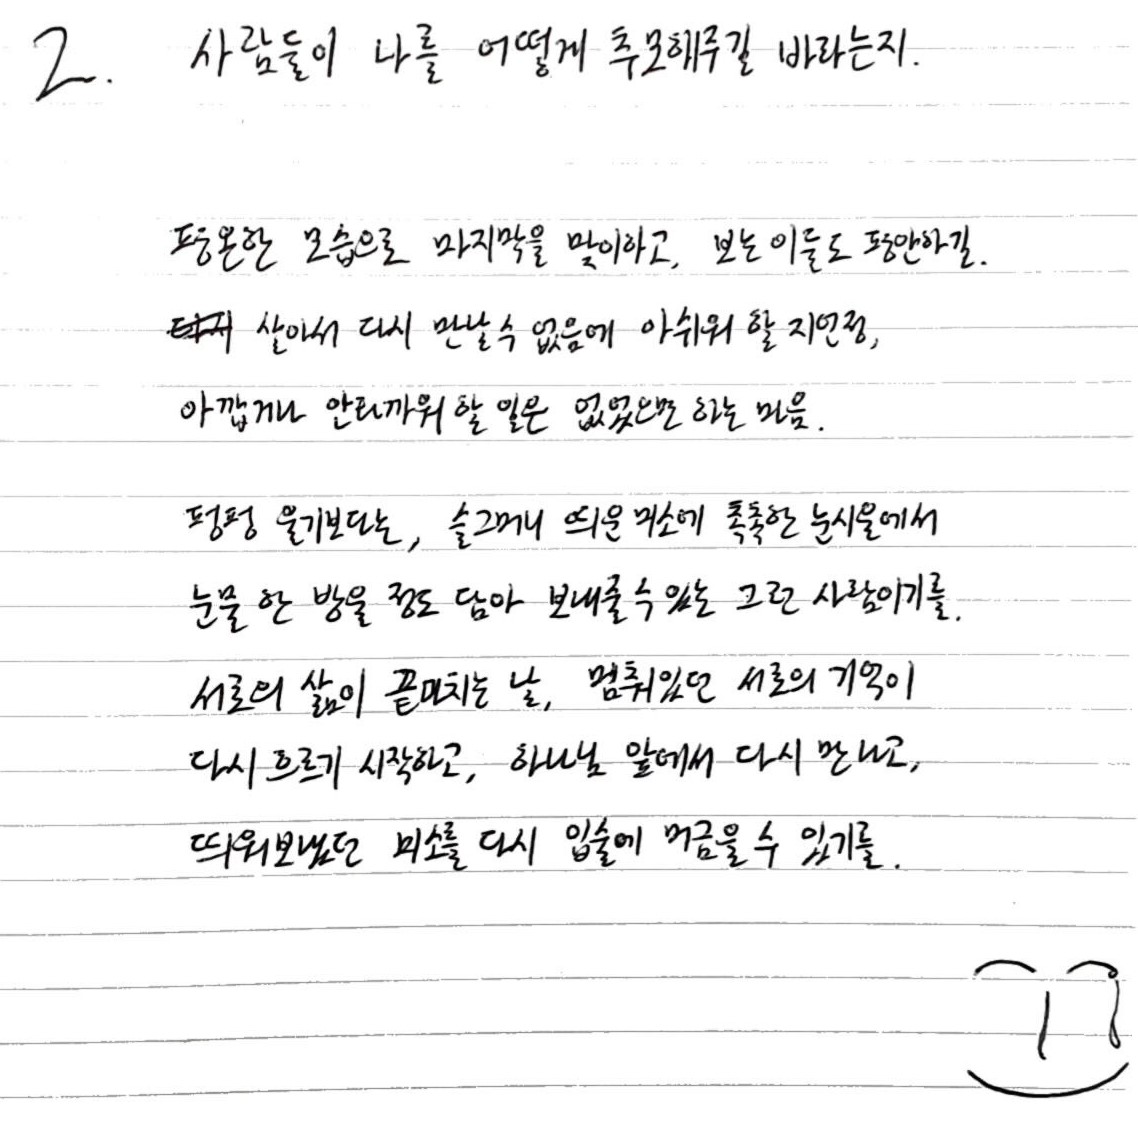 2. 사람들이 나를 어떻게 추모해주길 바라는지.
평온한 모습으로 마지막을 맞이하고, 보는 이들도 평안하길.
살아서 다시 만날 수 없음에 아쉬워 할 지언정,
아깝거나 안타까워 할 일은 없었으면 하는 마음.
펑펑 울기보다는, 슬그머니 띄운 미소에 촉촉한 눈시울에서
눈물 한 방울 정도 담아 보내줄 수 있는 그런 사람이기를.
서로의 삶이 끝마치는 날, 멈춰있던 서로의 기억이
다시 흐르기 시작하고, 하나님 앞에서 다시 만나고,
띄워보냈던 미소를 다시 입술에 머금을 수 있기를.